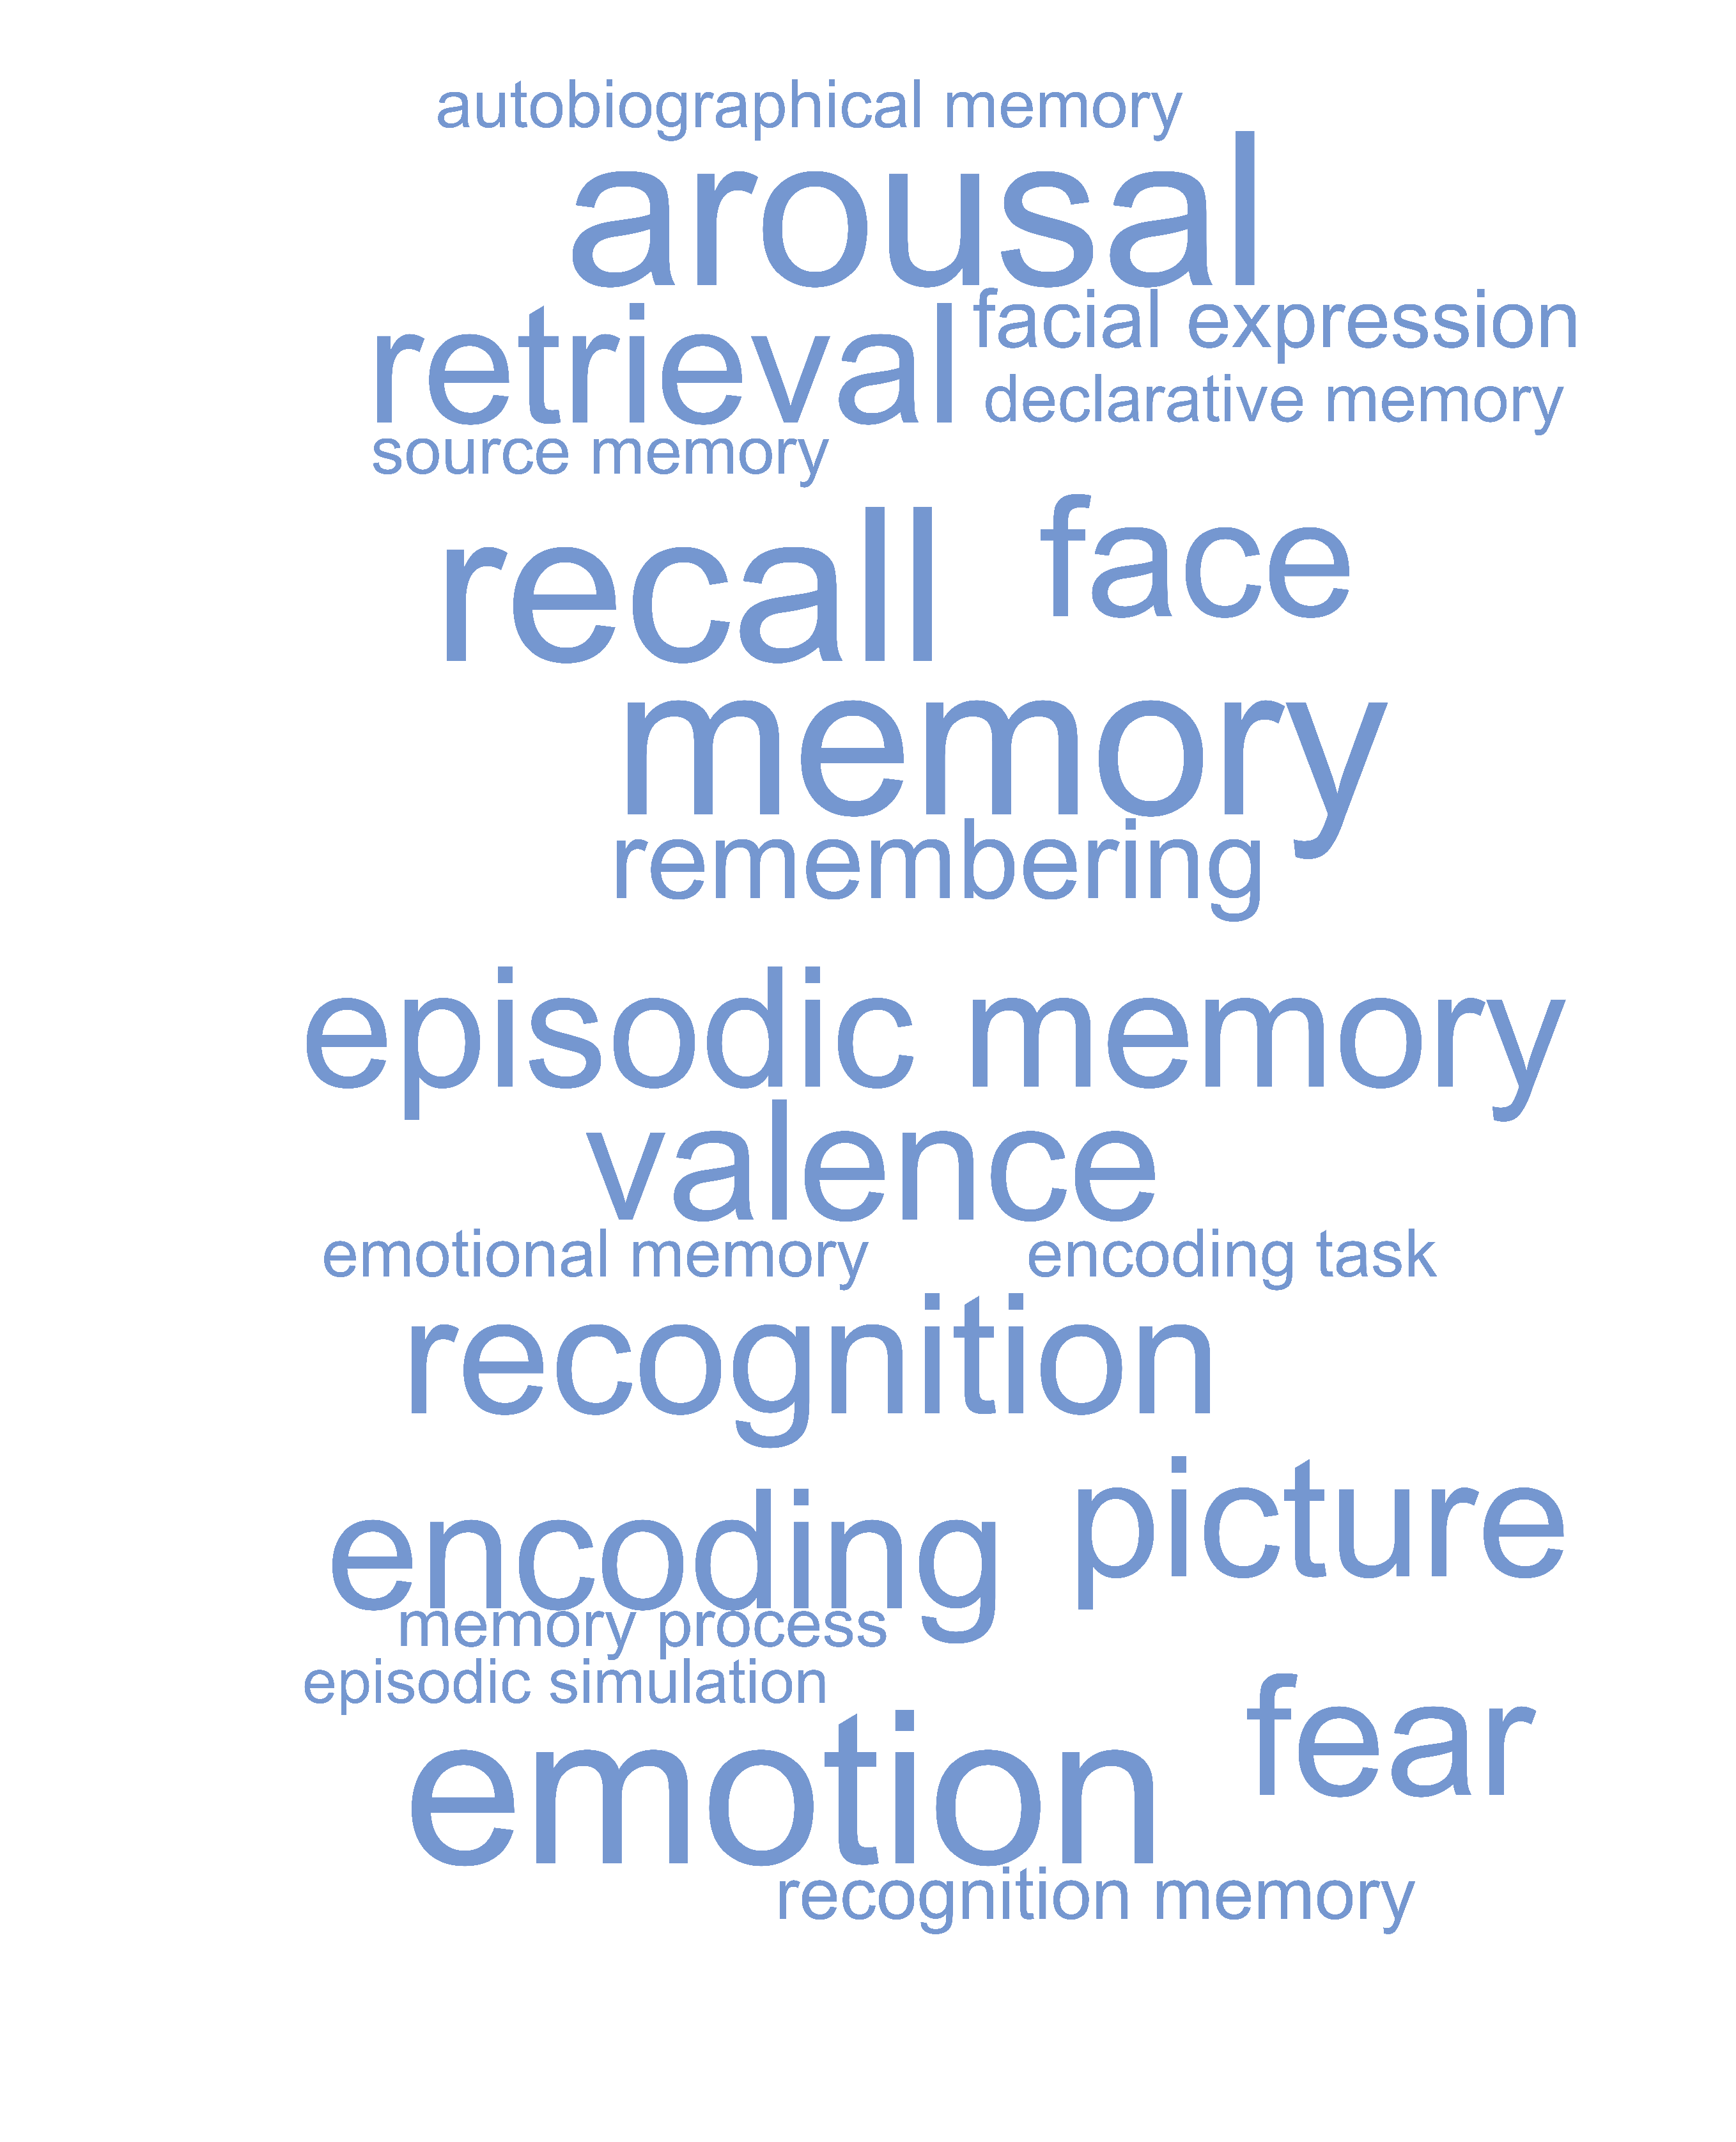 autobiographical memory
arousal
retrieval
facial expression
declarative memory
source memory
recall
face
memory
remembering
episodic memory
valence
emotional memory
encoding task
recognition
encoding
picture
memory process
episodic simulation
fear
emotion
recognition memory